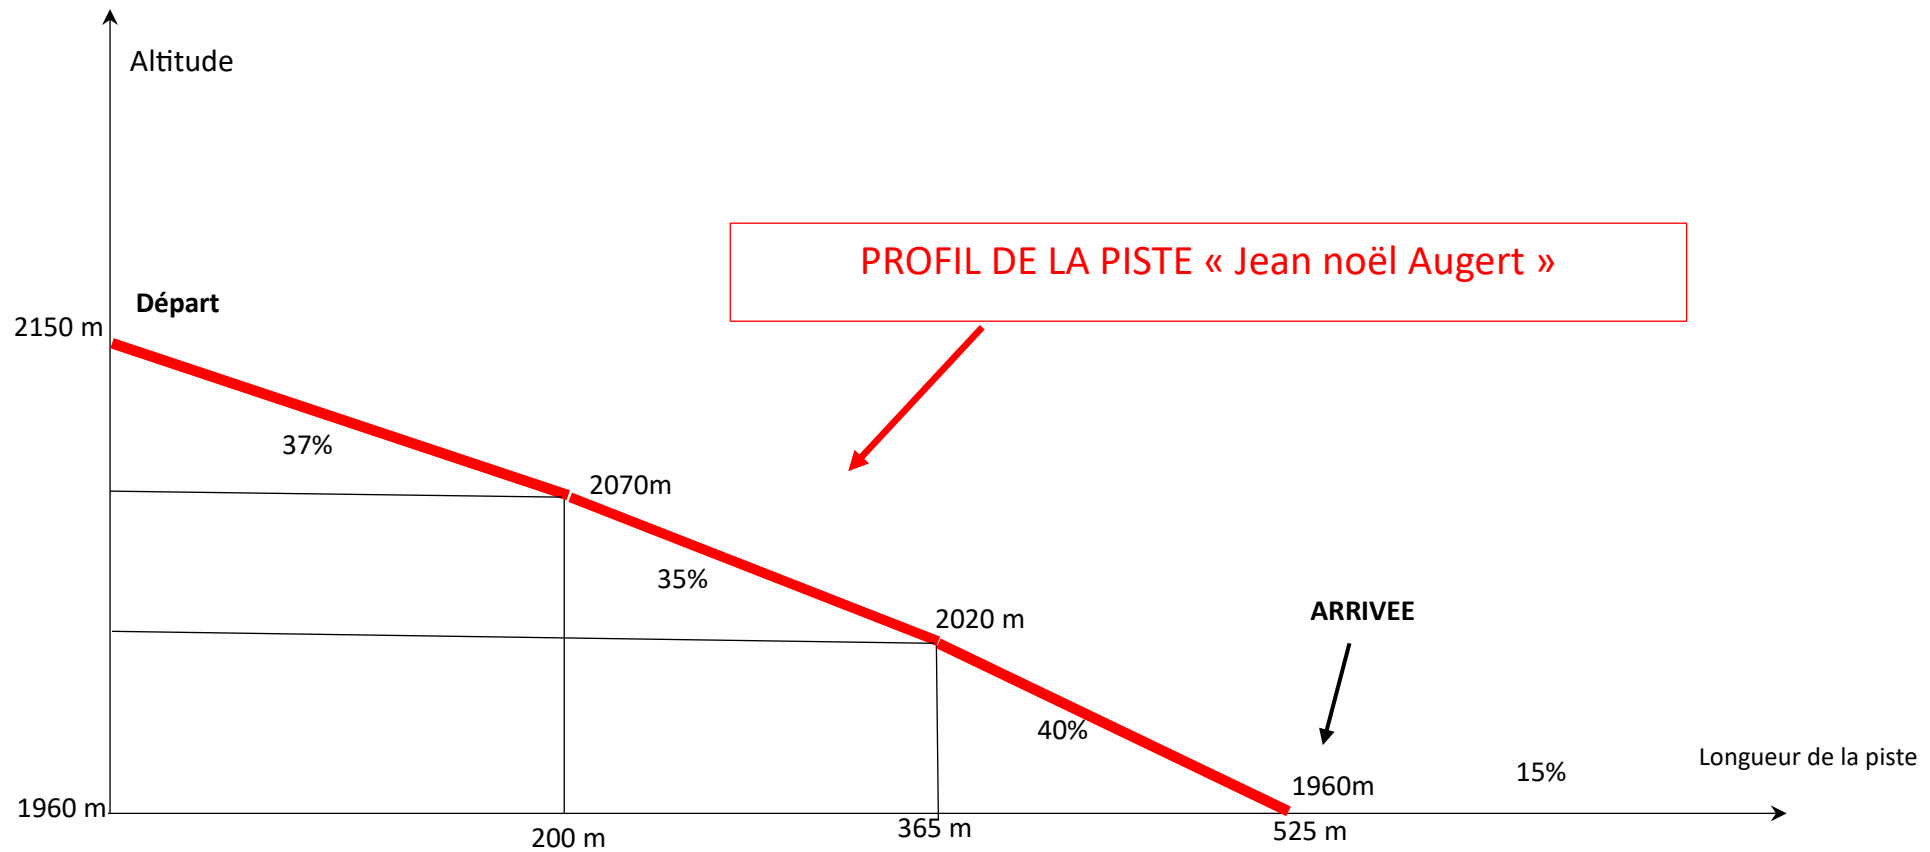 Altitude
PROFIL DE LA PISTE « Jean noël Augert »
Départ
2150 m
37%
2070m
35%
2020 m
ARRIVEE
40%
Longueur de la piste
15%
1960m
1960 m
200 m
365 m
525 m